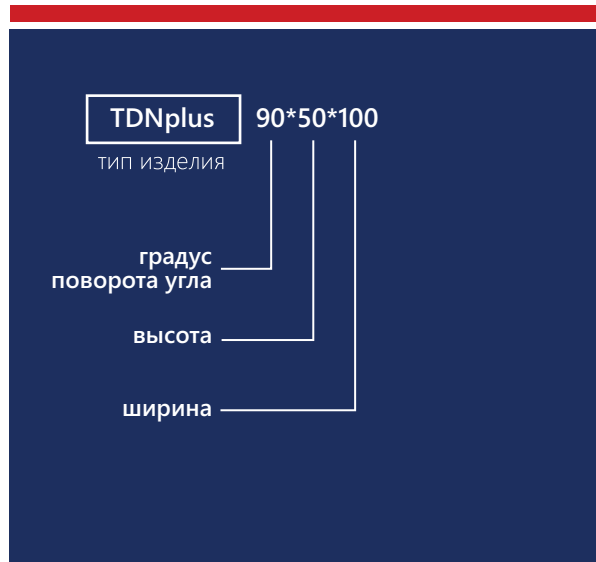 TDNplus 90*50*100
тип изделия
градус
поворота угла
высота
ширина